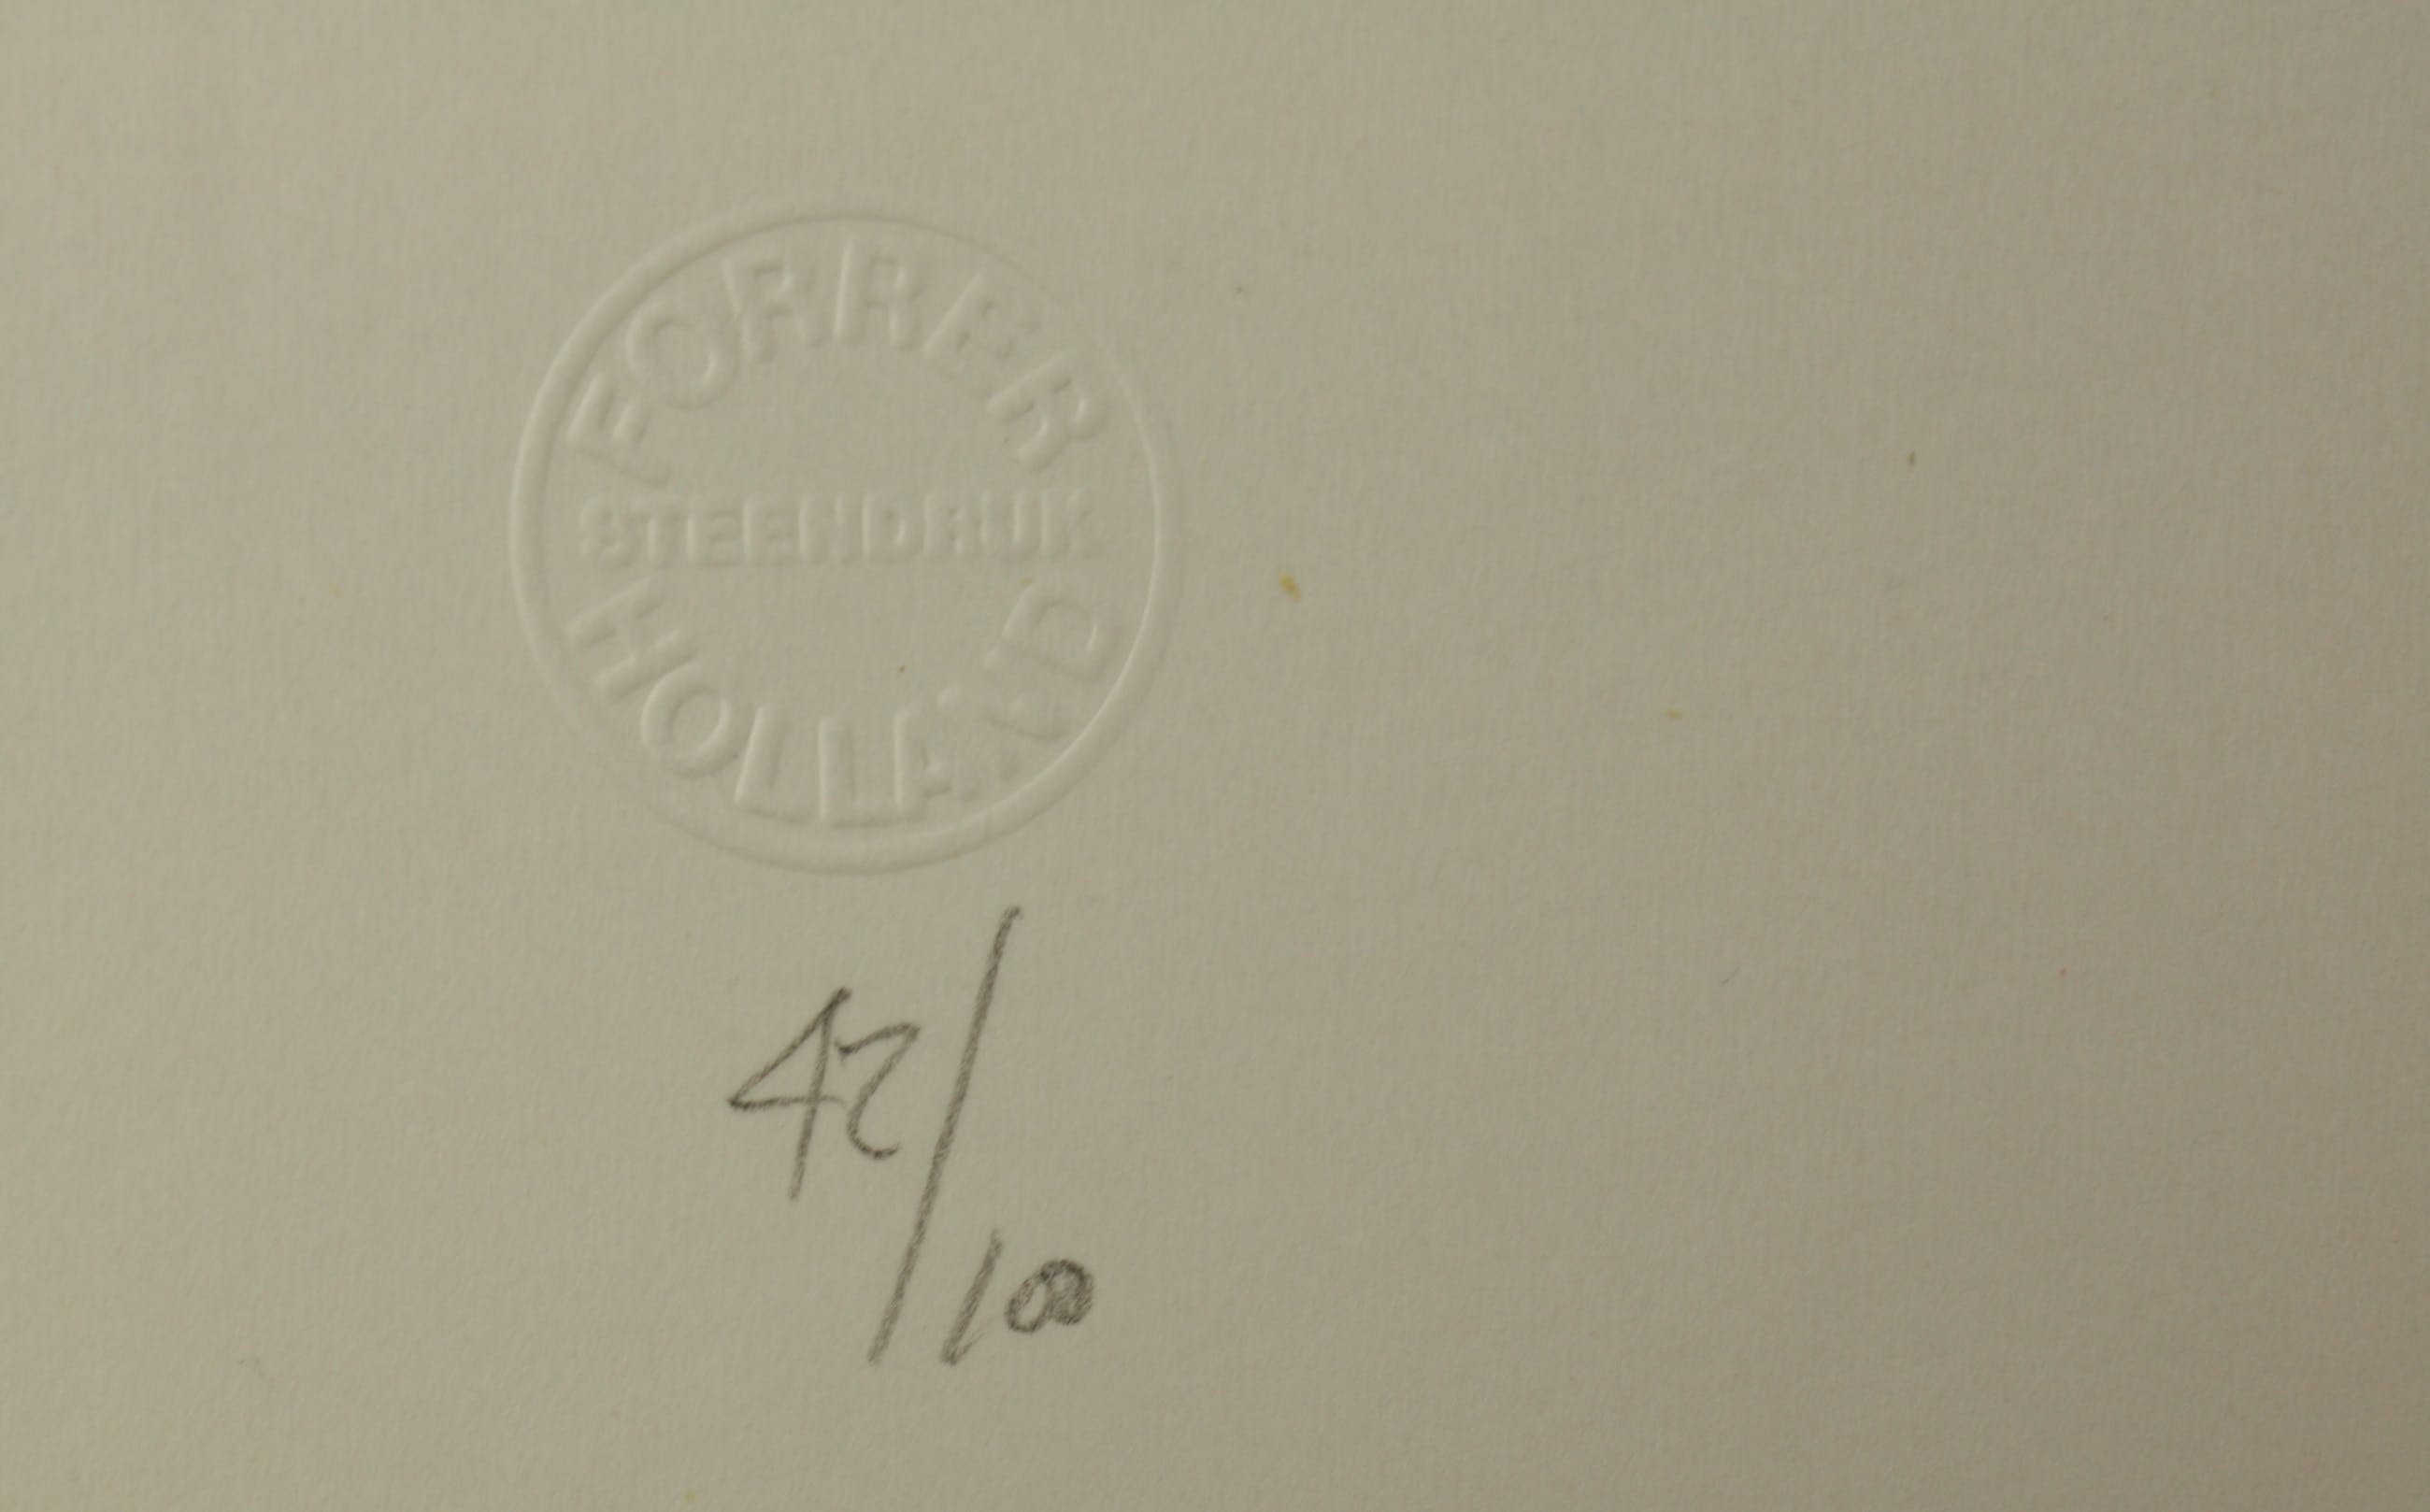 FORRER
STEENDRUK
HOLLAND
42/100